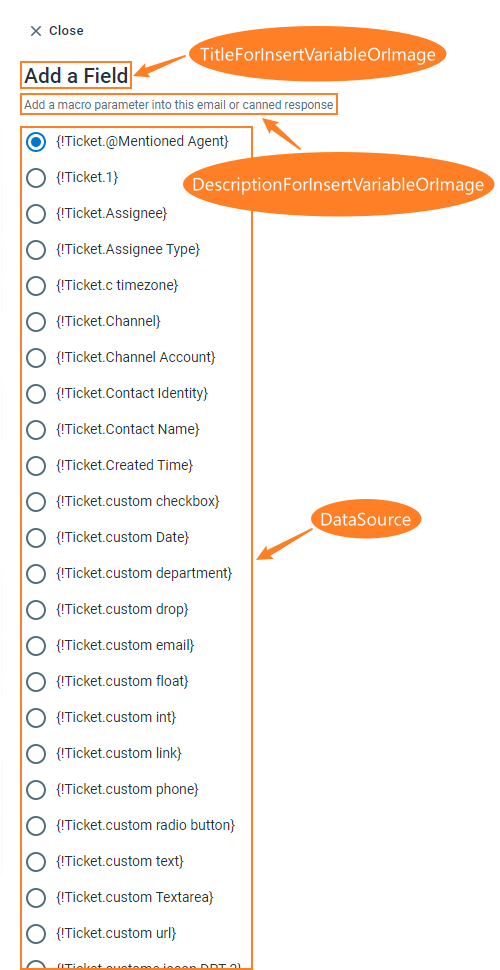 Close
TitleForInsertVariableOrImage
Add a Field
Add a macro parameter into this email or canned response
{!Ticket.@Mentioned Agent}
{!Ticket.1}
DescriptionForInsertVariableOrImage
{!Ticket.Assignee}
{!Ticket.Assignee Type}
{!Ticket.c timezone}
{!Ticket.Channel}
{!Ticket.Channel Account}
{!Ticket.Contact Identity}
{!Ticket.Contact Name}
{!Ticket.Created Time}
{!Ticket.custom checkbox}
DataSource
{!Ticket.custom Date}
{!Ticket.custom department}
{!Ticket.custom drop}
{!Ticket.custom email}
{!Ticket.custom float}
{!Ticket.custom int}
{!Ticket.custom link}
{!Ticket.custom phone}
{!Ticket.custom radio button}
{!Ticket.custom text}
{!Ticket.custom Textarea}
{!Ticket.custom url}